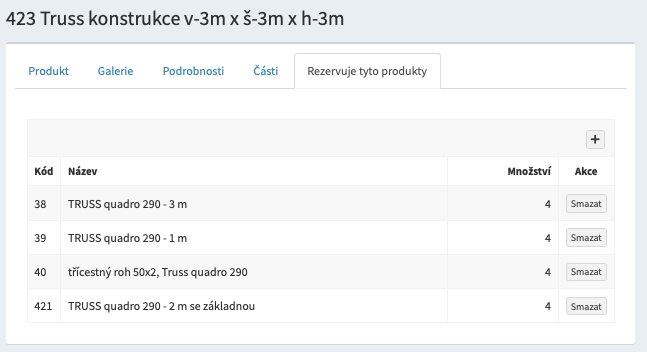 423 Truss konstrukce v-3m x š-3m x h-3m
Produkt Galerie Podrobnosti Části Rezervuje tyto produkty
+
Kód Název Množství Akce
38 TRUSS quadro 290 - 3 m 4 Smazat
39 TRUSS quadro 290 - 1 m 4 Smazat
40 třícestný roh 50x2, Truss quadro 290 4 Smazat
421 TRUSS quadro 290 - 2 m se základnou 4 Smazat